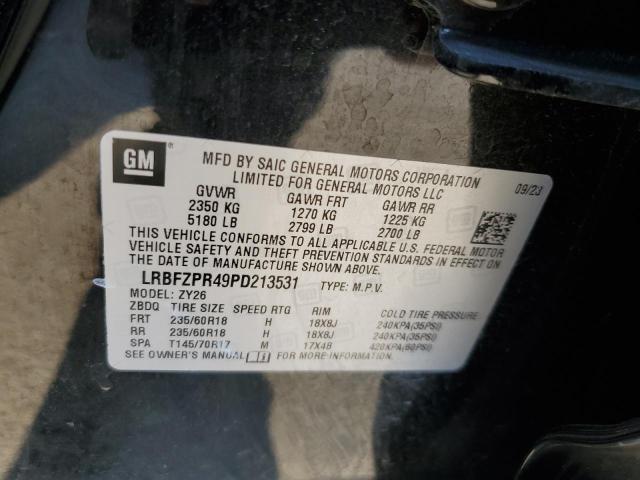 GM
MFD BY SAIC GENERAL MOTORS CORPORATION
LIMITED FOR GENERAL MOTORS LLC
09/23
GVWR GAWR FRT GAWR RR
2350 KG 1270 KG 1225 KG
5180 LB 2799 LB 2700 LB
THIS VEHICLE CONFORMS TO ALL APPLICABLE U.S. FEDERAL MOTOR
VEHICLE SAFETY AND THEFT PREVENTION STANDARDS IN EFFECT ON
THE DATE OF MANUFACTURE SHOWN ABOVE.
LRBFZPR49PD213531 TYPE: M.P.V.
MODEL: ZY26
ZBDQ TIRE SIZE SPEED RTG RIM COLD TIRE PRESSURE
FRT 235/60R18 H 18X8J 240KPA(35PSI)
RR 235/60R18 H 18X8J 240KPA(35PSI)
SPA T145/70R17 M 17X4B 420KPA(60PSI)
SEE OWNER'S MANUAL FOR MORE INFORMATION.